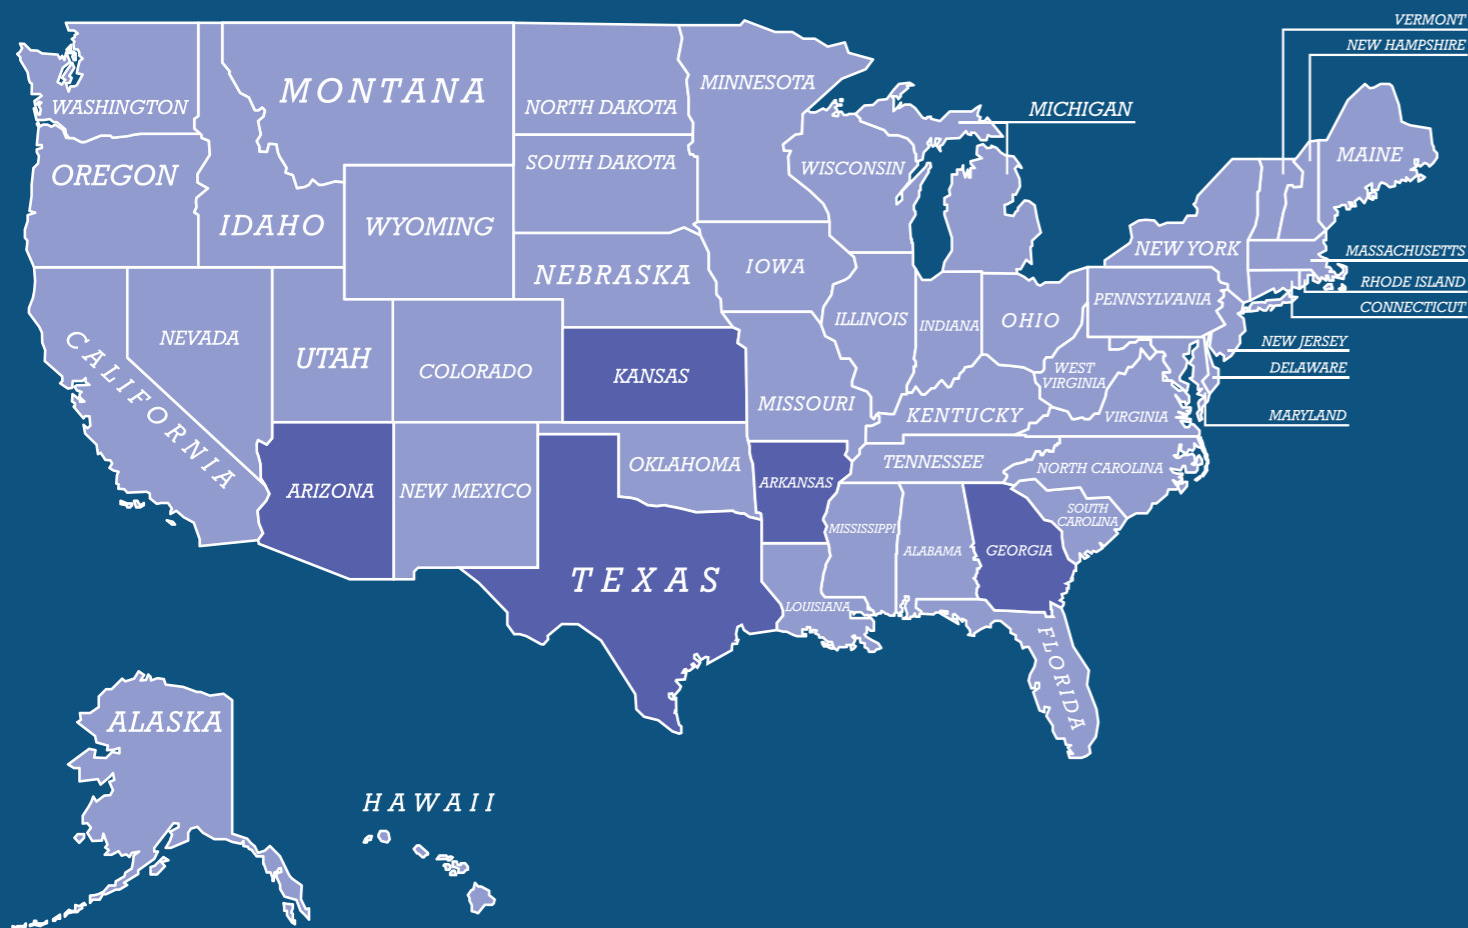 VERMONT
NEW HAMPSHIRE
MONTANA
MINNESOTA
WASHINGTON
NORTH DAKOTA
MICHIGAN
MAINE
OREGON
SOUTH DAKOTA
WISCONSIN
IDAHO
WYOMING
NEW YORK
MASSACHUSETTS
NEBRASKA
IOWA
RHODE ISLAND
PENNSYLVANIA
CONNECTICUT
NEVADA
ILLINOIS
INDIANA
OHIO
NEW JERSEY
CALIFORNIA
UTAH
COLORADO
KANSAS
WEST
VIRGINIA
DELAWARE
MISSOURI
KENTUCKY
VIRGINIA
MARYLAND
OKLAHOMA
TENNESSEE
NORTH CAROLINA
ARIZONA
NEW MEXICO
ARKANSAS
SOUTH
CAROLINA
MISSISSIPPI
ALABAMA
GEORGIA
TEXAS
LOUISIANA
FLORIDA
ALASKA
HAWAII